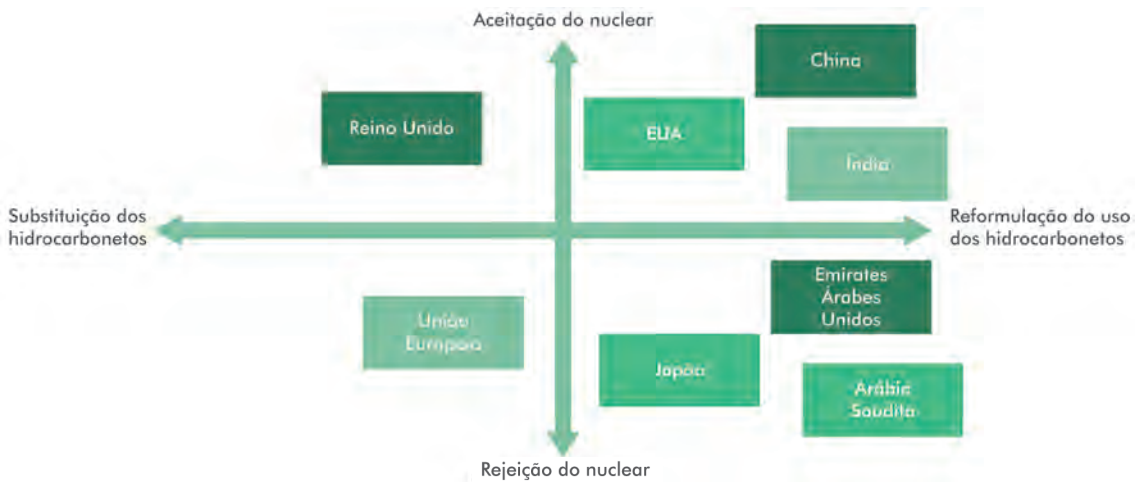 Aceitação do nuclear
China
Reino Unido
EUA
Índia
Substituição dos
hidrocarbonetos
Reformulação do uso
dos hidrocarbonetos
Emirates
Árabes
Unidos
União
Europaia
Japão
Arábia
Saudita
Rejeição do nuclear